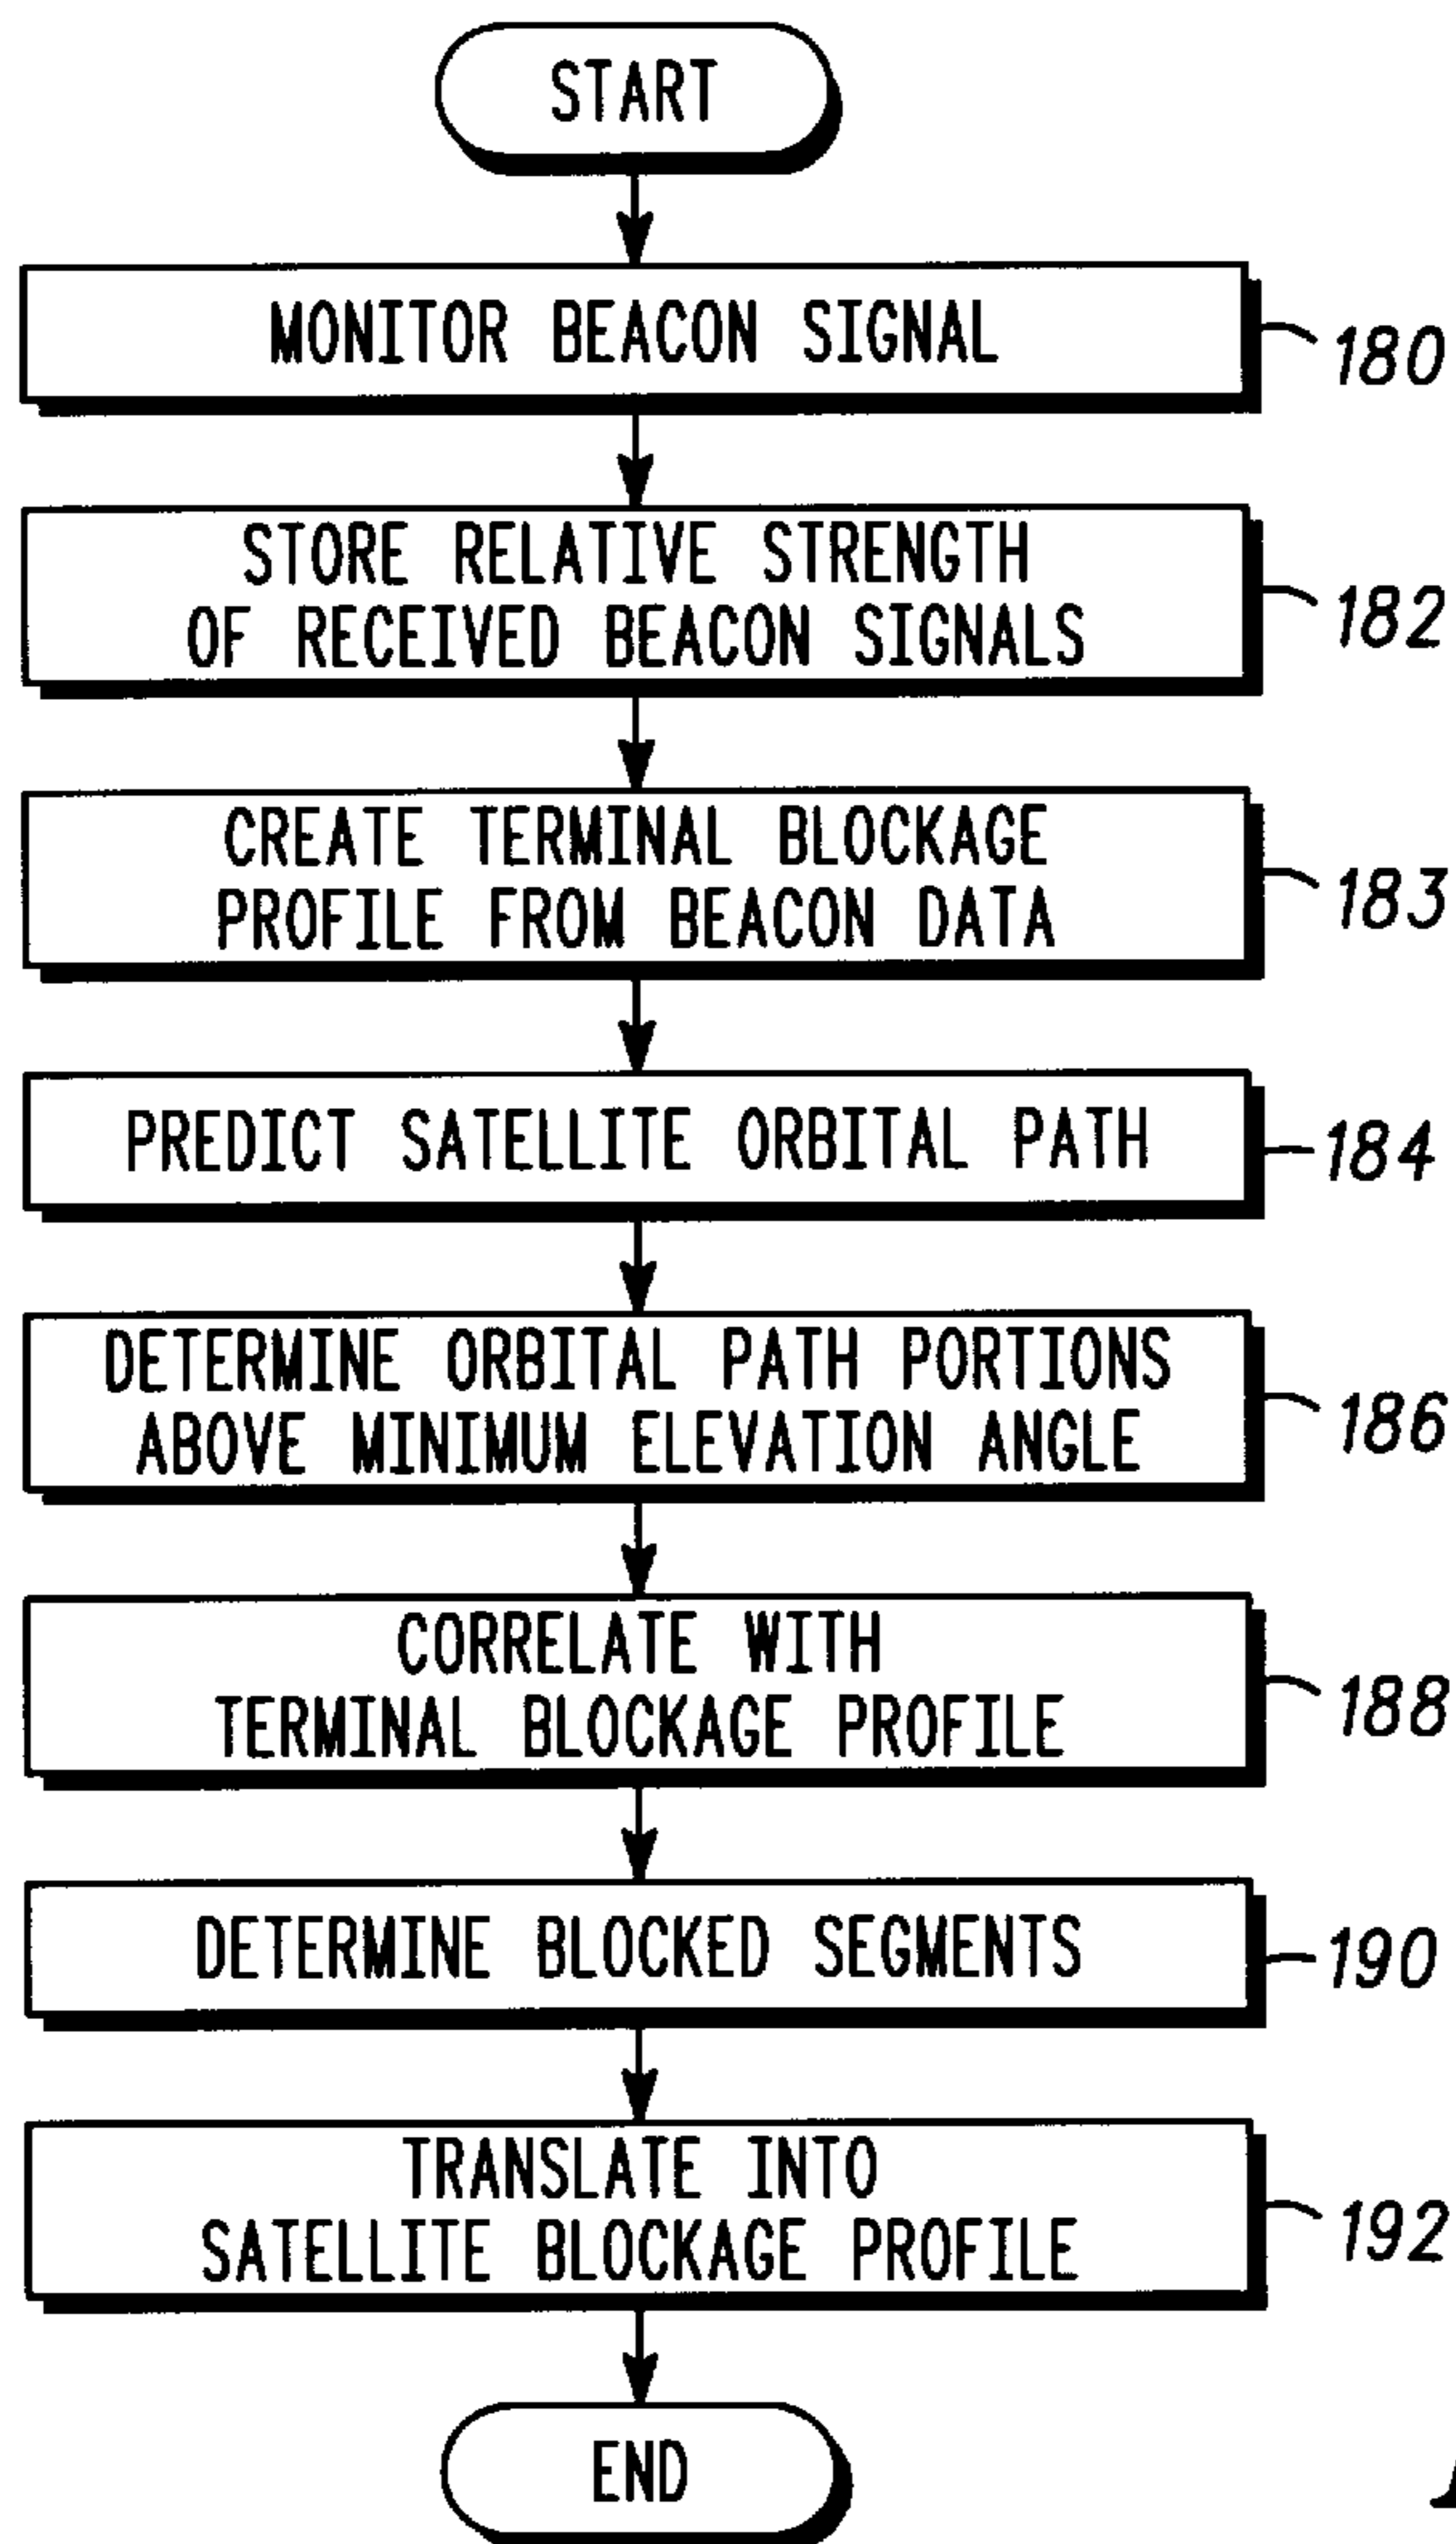 START
MONITOR BEACON SIGNAL
180
STORE RELATIVE STRENGTH
OF RECEIVED BEACON SIGNALS
182
CREATE TERMINAL BLOCKAGE
PROFILE FROM BEACON DATA
183
PREDICT SATELLITE ORBITAL PATH
184
DETERMINE ORBITAL PATH PORTIONS
ABOVE MINIMUM ELEVATION ANGLE
186
CORRELATE WITH
TERMINAL BLOCKAGE PROFILE
188
DETERMINE BLOCKED SEGMENTS
190
TRANSLATE INTO
SATELLITE BLOCKAGE PROFILE
192
END